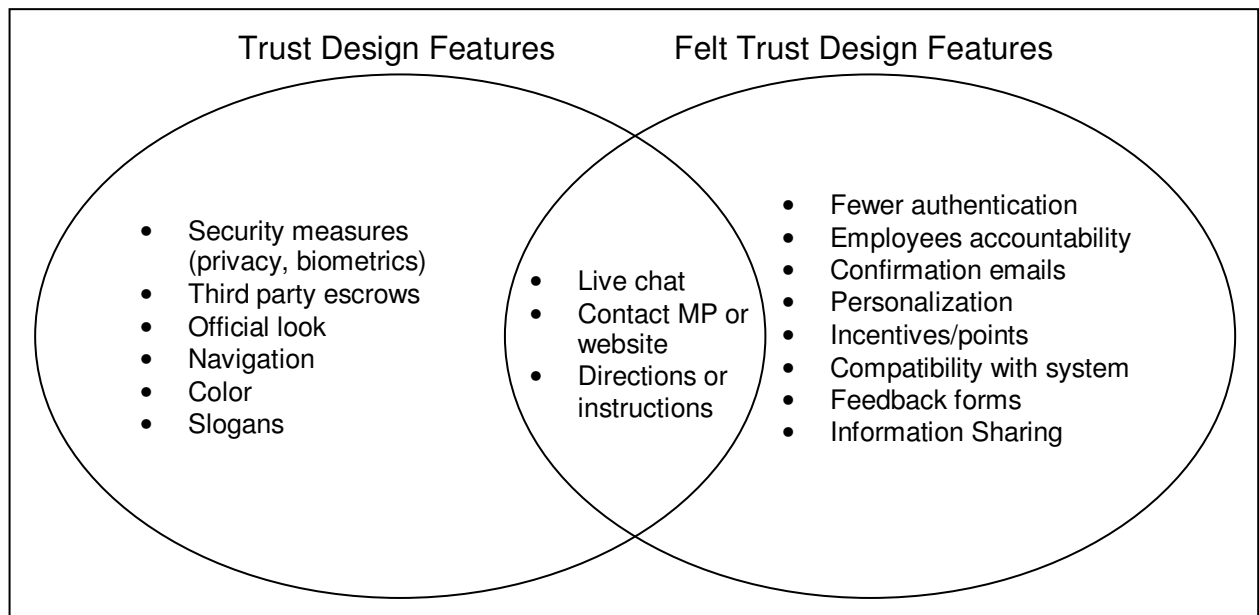 Trust Design Features
Felt Trust Design Features
• Security measures
(privacy, biometrics)
• Third party escrows
• Official look
• Navigation
• Color
• Slogans
• Live chat
• Contact MP or
website
• Directions or
instructions
• Fewer authentication
• Employees accountability
• Confirmation emails
• Personalization
• Incentives/points
• Compatibility with system
• Feedback forms
• Information Sharing